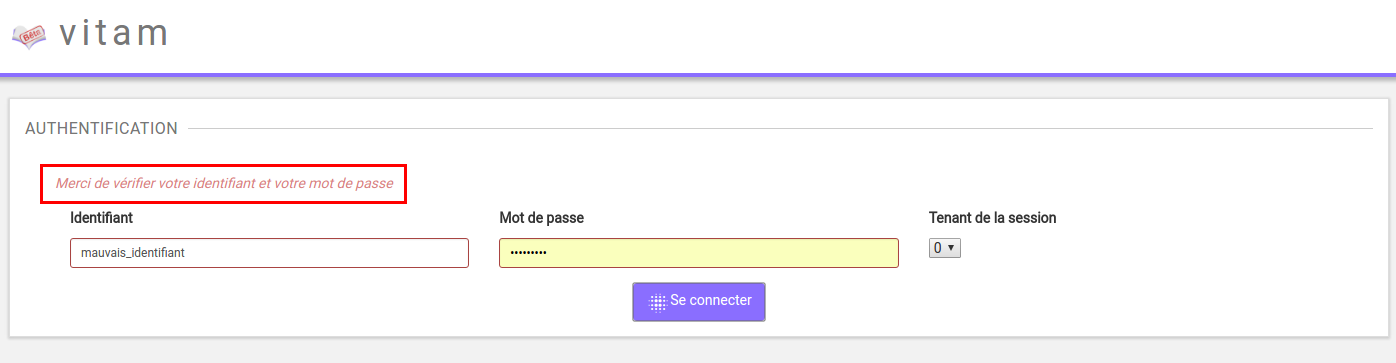 Bêta
vitam
AUTHENTIFICATION
Merci de vérifier votre identifiant et votre mot de passe
Identifiant
Mot de passe
Tenant de la session
mauvais_identifiant
•••••••••
0
Se connecter